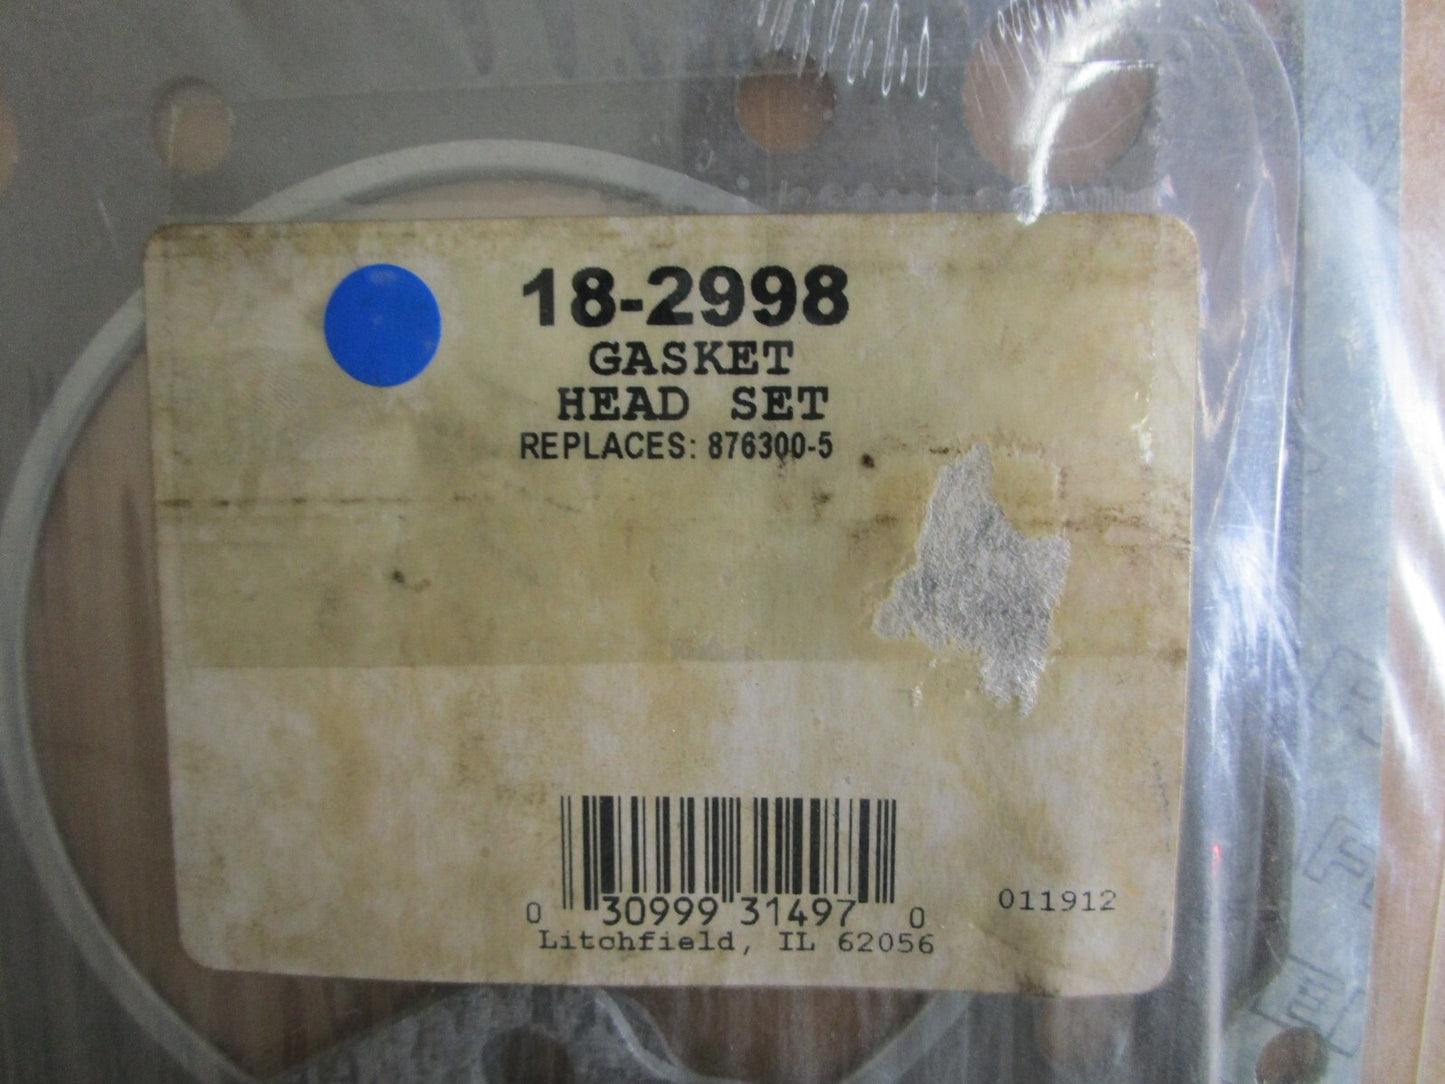 18-2998
GASKET
HEAD SET
REPLACES: 876300-5
0 30999 31497 0
011912
Litchfield, IL 62056